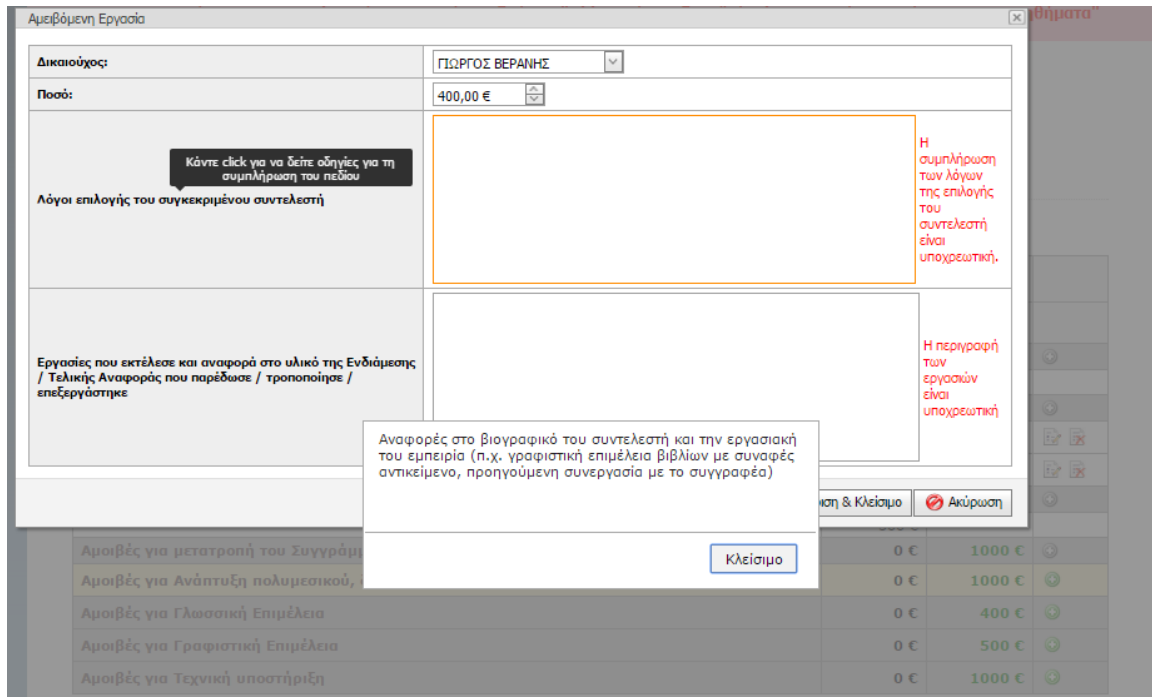 θήματα"
Αμειβόμενη Εργασία
Δικαιούχος:
ΓΙΩΡΓΟΣ ΒΕΡΑΝΗΣ
Ποσό:
400,00 €
Κάντε click για να δείτε οδηγίες για τη
συμπλήρωση του πεδίου
Λόγοι επιλογής του συγκεκριμένου συντελεστή
Η
συμπλήρωση
των λόγων
της επιλογής
του
συντελεστή
είναι
υποχρεωτική.
Εργασίες που εκτέλεσε και αναφορά στο υλικό της Ενδιάμεσης
/ Τελικής Αναφοράς που παρέδωσε / τροποποίησε /
επεξεργάστηκε
Η περιγραφή
των
εργασιών
είναι
υποχρεωτική
Αναφορές στο βιογραφικό του συντελεστή και την εργασιακή
του εμπειρία (π.χ. γραφιστική επιμέλεια βιβλίων με συναφές
αντικείμενο, προηγούμενη συνεργασία με το συγγραφέα)
Κλείσιμο
& Κλείσιμο
Ακύρωση
Αμοιβές για μετατροπή του 0 € 1000 €
Αμοιβές για Ανάπτυξη πολυμεσικού, 0 € 1000 €
Αμοιβές για Γλωσσική Επιμέλεια 0 € 400 €
Αμοιβές για Γραφιστική Επιμέλεια 0 € 500 €
Αμοιβές για Τεχνική υποστήριξη 0 € 1000 €